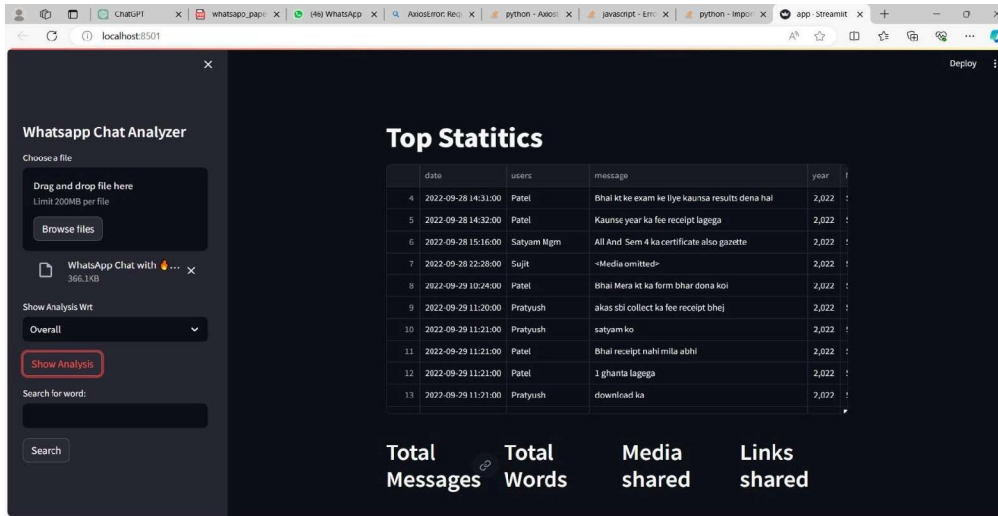 ChatGPT
whatsapp_pape
(46) WhatsApp
AxiosError: Req
python - Axios
javascript - Erro
python - Impor
app · Streamlit
localhost:8501
Deploy
Whatsapp Chat Analyzer
Choose a file
Drag and drop file here
Limit 200MB per file
Browse files
WhatsApp Chat with 🔥...
366.1KB
Show Analysis Wrt
Overall
Show Analysis
Search for word:
Search
Top Statitics
date users message year
4 2022-09-28 14:31:00 Patel Bhai kt ke exam ke liye kaunsa results dena hai 2,022
5 2022-09-28 14:32:00 Patel Kaunse year ka fee receipt lagega 2,022
6 2022-09-28 15:16:00 Satyam Mgm All And Sem 4 ka certificate also gazette 2,022
7 2022-09-28 22:28:00 Sujit <Media omitted> 2,022
8 2022-09-29 10:24:00 Patel Bhai Mera kt ka form bhar dona koi 2,022
9 2022-09-29 11:20:00 Pratyush akas sbi collect ka fee receipt bhej 2,022
10 2022-09-29 11:21:00 Pratyush satyam ko 2,022
11 2022-09-29 11:21:00 Patel Bhai receipt nahi mila abhi 2,022
12 2022-09-29 11:21:00 Patel 1 ghanta lagega 2,022
13 2022-09-29 11:21:00 Pratyush download ka 2,022
Total Messages
Total Words
Media shared
Links shared